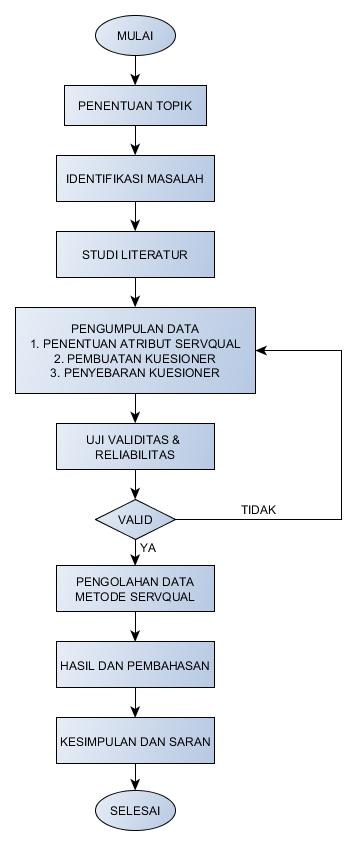 MULAI
PENENTUAN TOPIK
IDENTIFIKASI MASALAH
STUDI LITERATUR
PENGUMPULAN DATA
1. PENENTUAN ATRIBUT SERVQUAL
2. PEMBUATAN KUESIONER
3. PENYEBARAN KUESIONER
UJI VALIDITAS &
RELIABILITAS
VALID
TIDAK
YA
PENGOLAHAN DATA
METODE SERVQUAL
HASIL DAN PEMBAHASAN
KESIMPULAN DAN SARAN
SELESAI